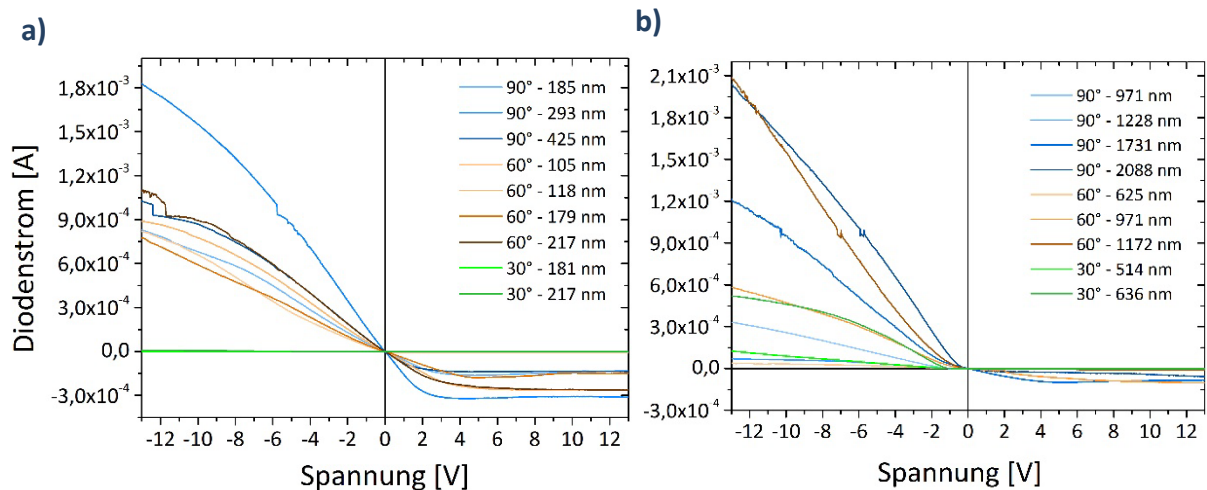 a)
1,8x10⁻³
1,5x10⁻³
1,2x10⁻³
9,0x10⁻⁴
6,0x10⁻⁴
3,0x10⁻⁴
0,0
-3,0x10⁻⁴
Diodenstrom [A]
90° - 185 nm
90° - 293 nm
90° - 425 nm
60° - 105 nm
60° - 118 nm
60° - 179 nm
60° - 217 nm
30° - 181 nm
30° - 217 nm
-12 -10 -8 -6 -4 -2 0 2 4 6 8 10 12
Spannung [V]
b)
2,1x10⁻³
1,8x10⁻³
1,5x10⁻³
1,2x10⁻³
9,0x10⁻⁴
6,0x10⁻⁴
3,0x10⁻⁴
0,0
-3,0x10⁻⁴
90° - 971 nm
90° - 1228 nm
90° - 1731 nm
90° - 2088 nm
60° - 625 nm
60° - 971 nm
60° - 1172 nm
30° - 514 nm
30° - 636 nm
-12 -10 -8 -6 -4 -2 0 2 4 6 8 10 12
Spannung [V]